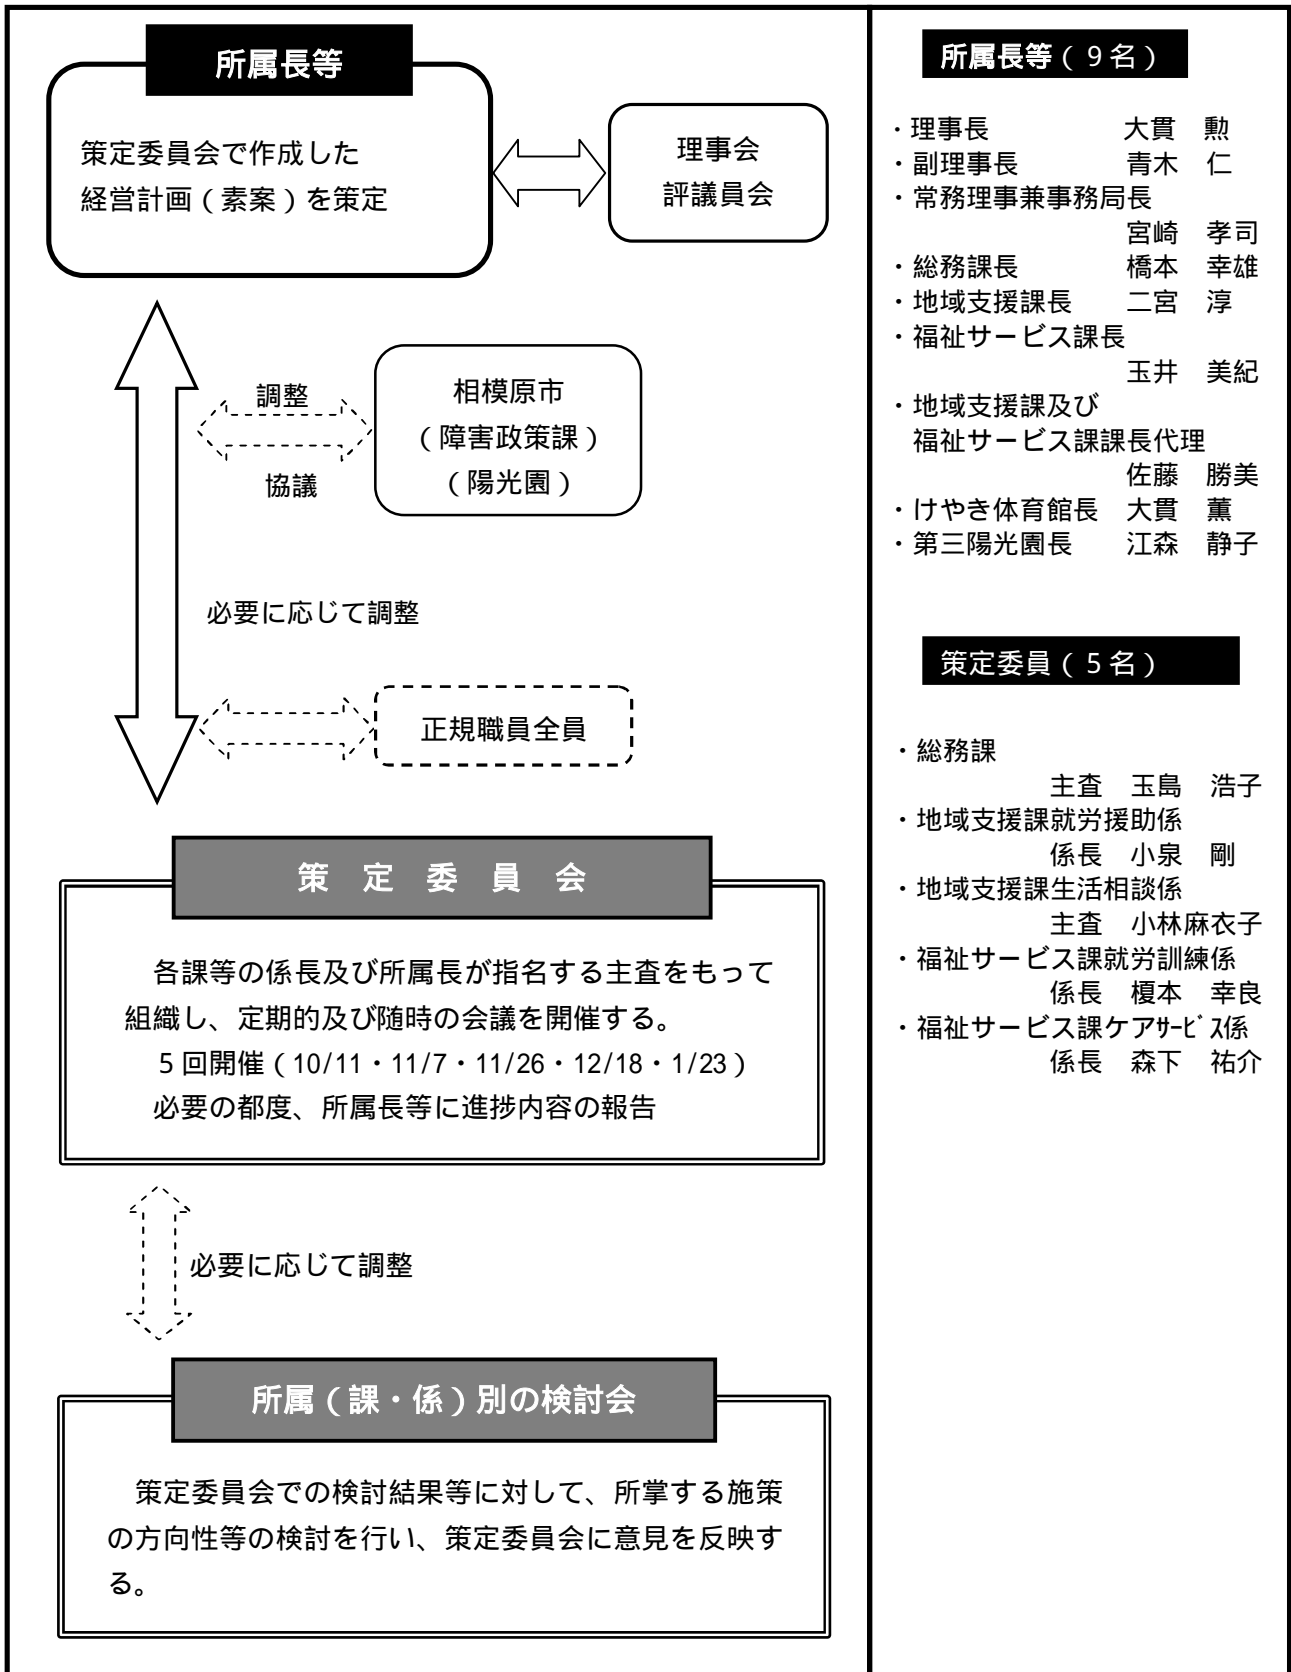 所属長等
策定委員会で作成した
経営計画（素案）を策定
理事会
評議員会
調整
協議
相模原市
（障害政策課）
（陽光園）
必要に応じて調整
正規職員全員
策　定　委　員　会
各課等の係長及び所属長が指名する主査をもって
組織し、定期的及び随時の会議を開催する。
５回開催（10/11・11/7・11/26・12/18・1/23）
必要の都度、所属長等に進捗内容の報告
必要に応じて調整
所属（課・係）別の検討会
策定委員会での検討結果等に対して、所掌する施策
の方向性等の検討を行い、策定委員会に意見を反映す
る。
所属長等（９名）
・理事長　大貫　勲
・副理事長　青木　仁
・常務理事兼事務局長
宮崎　孝司
・総務課長　橋本　幸雄
・地域支援課長　二宮　淳
・福祉サービス課長
玉井　美紀
・地域支援課及び
福祉サービス課課長代理
佐藤　勝美
・けやき体育館長　大貫　薫
・第三陽光園長　江森　静子
策定委員（５名）
・総務課
主査　玉島　浩子
・地域支援課就労援助係
係長　小泉　剛
・地域支援課生活相談係
主査　小林麻衣子
・福祉サービス課就労訓練係
係長　榎本　幸良
・福祉サービス課ケアサービス係
係長　森下　祐介